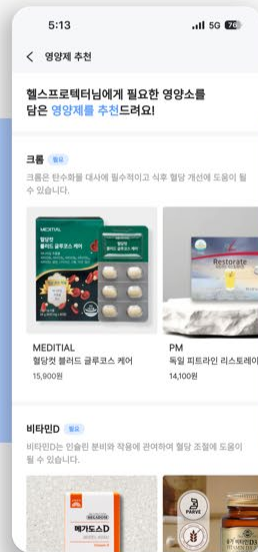 5:13
5G 76
영양제 추천
헬스프로텍터님에게 필요한 영양소를
담은 영양제를 추천드려요!
크롬 필요
크롬은 탄수화물 대사에 필수적이고 식후 혈당 개선에 도움이 될
수 있습니다.
MEDITIAL
혈당컷
블러드 글루코스 케어
Restorate
MEDITIAL
혈당컷 블러드 글루코스 케어
15,900원
PM
독일 피트라인 리스토레이
14,100원
비타민D 필요
비타민D는 인슐린 분비와 작용에 관여하여 혈당 조절에 도움이
될 수 있습니다.
MEGADOSE
메가도스D
PAREVE